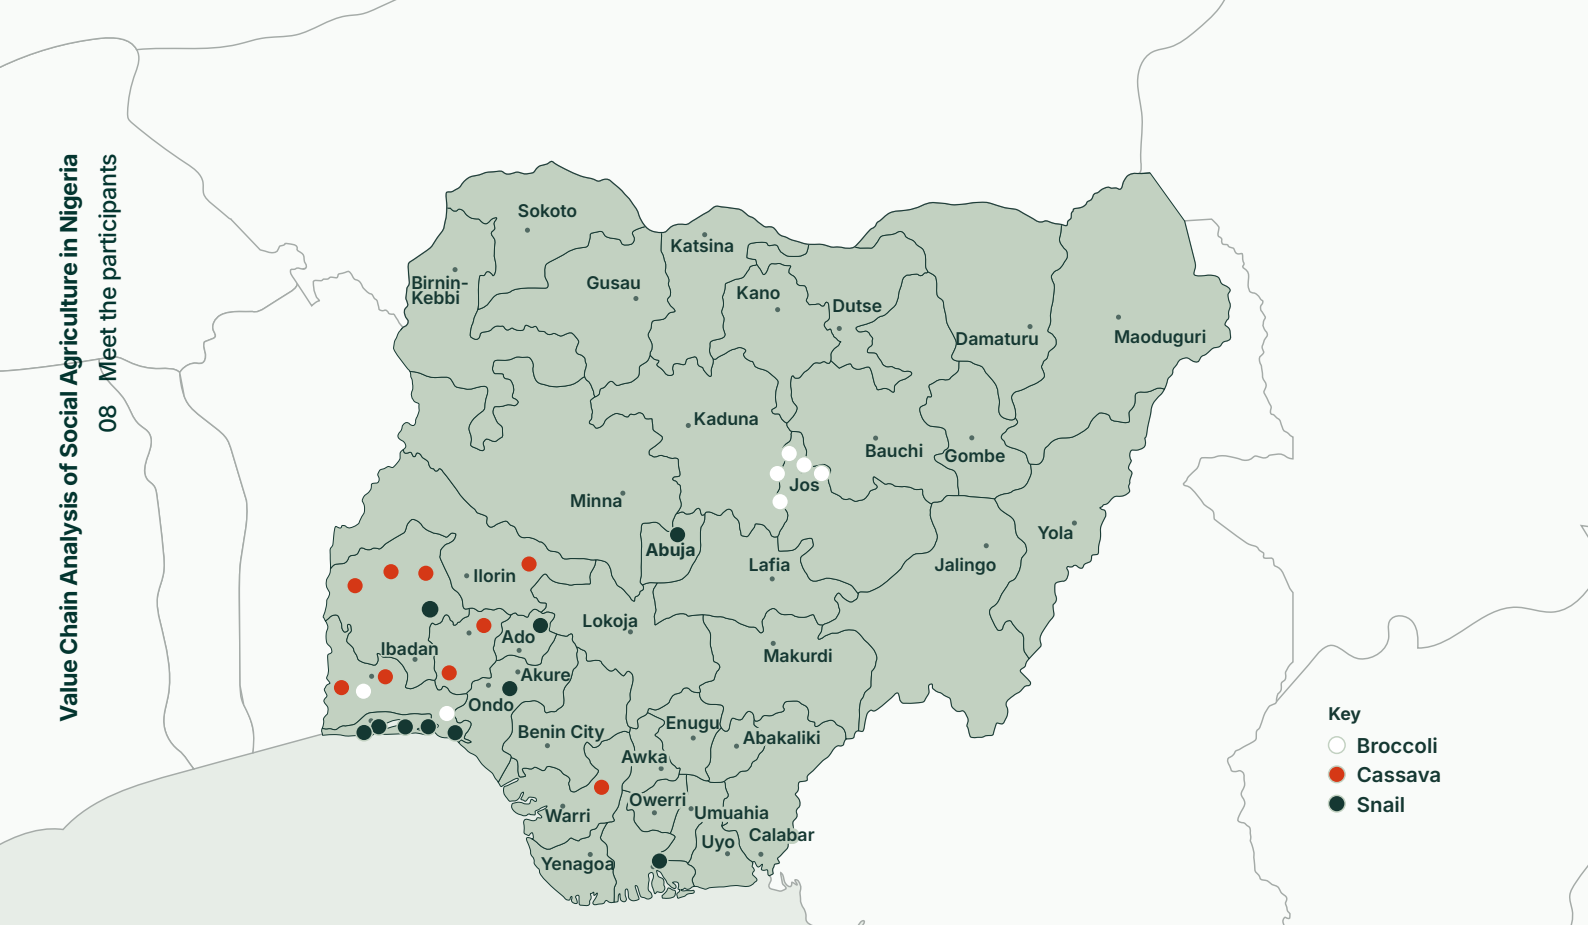 Value Chain Analysis of Social Agriculture in Nigeria
08 Meet the participants
Sokoto
Katsina
Birnin-
Kebbi
Gusau
Kano
Dutse
Damaturu
Maoduguri
Kaduna
Bauchi
Gombe
Jos
Minna
Yola
Abuja
Lafia
Jalingo
Ilorin
Lokoja
Ado
Ibadan
Makurdi
Akure
Ondo
Benin City
Enugu
Abakaliki
Awka
Owerri
Umuahia
Warri
Calabar
Uyo
Yenagoa
Key
Broccoli
Cassava
Snail